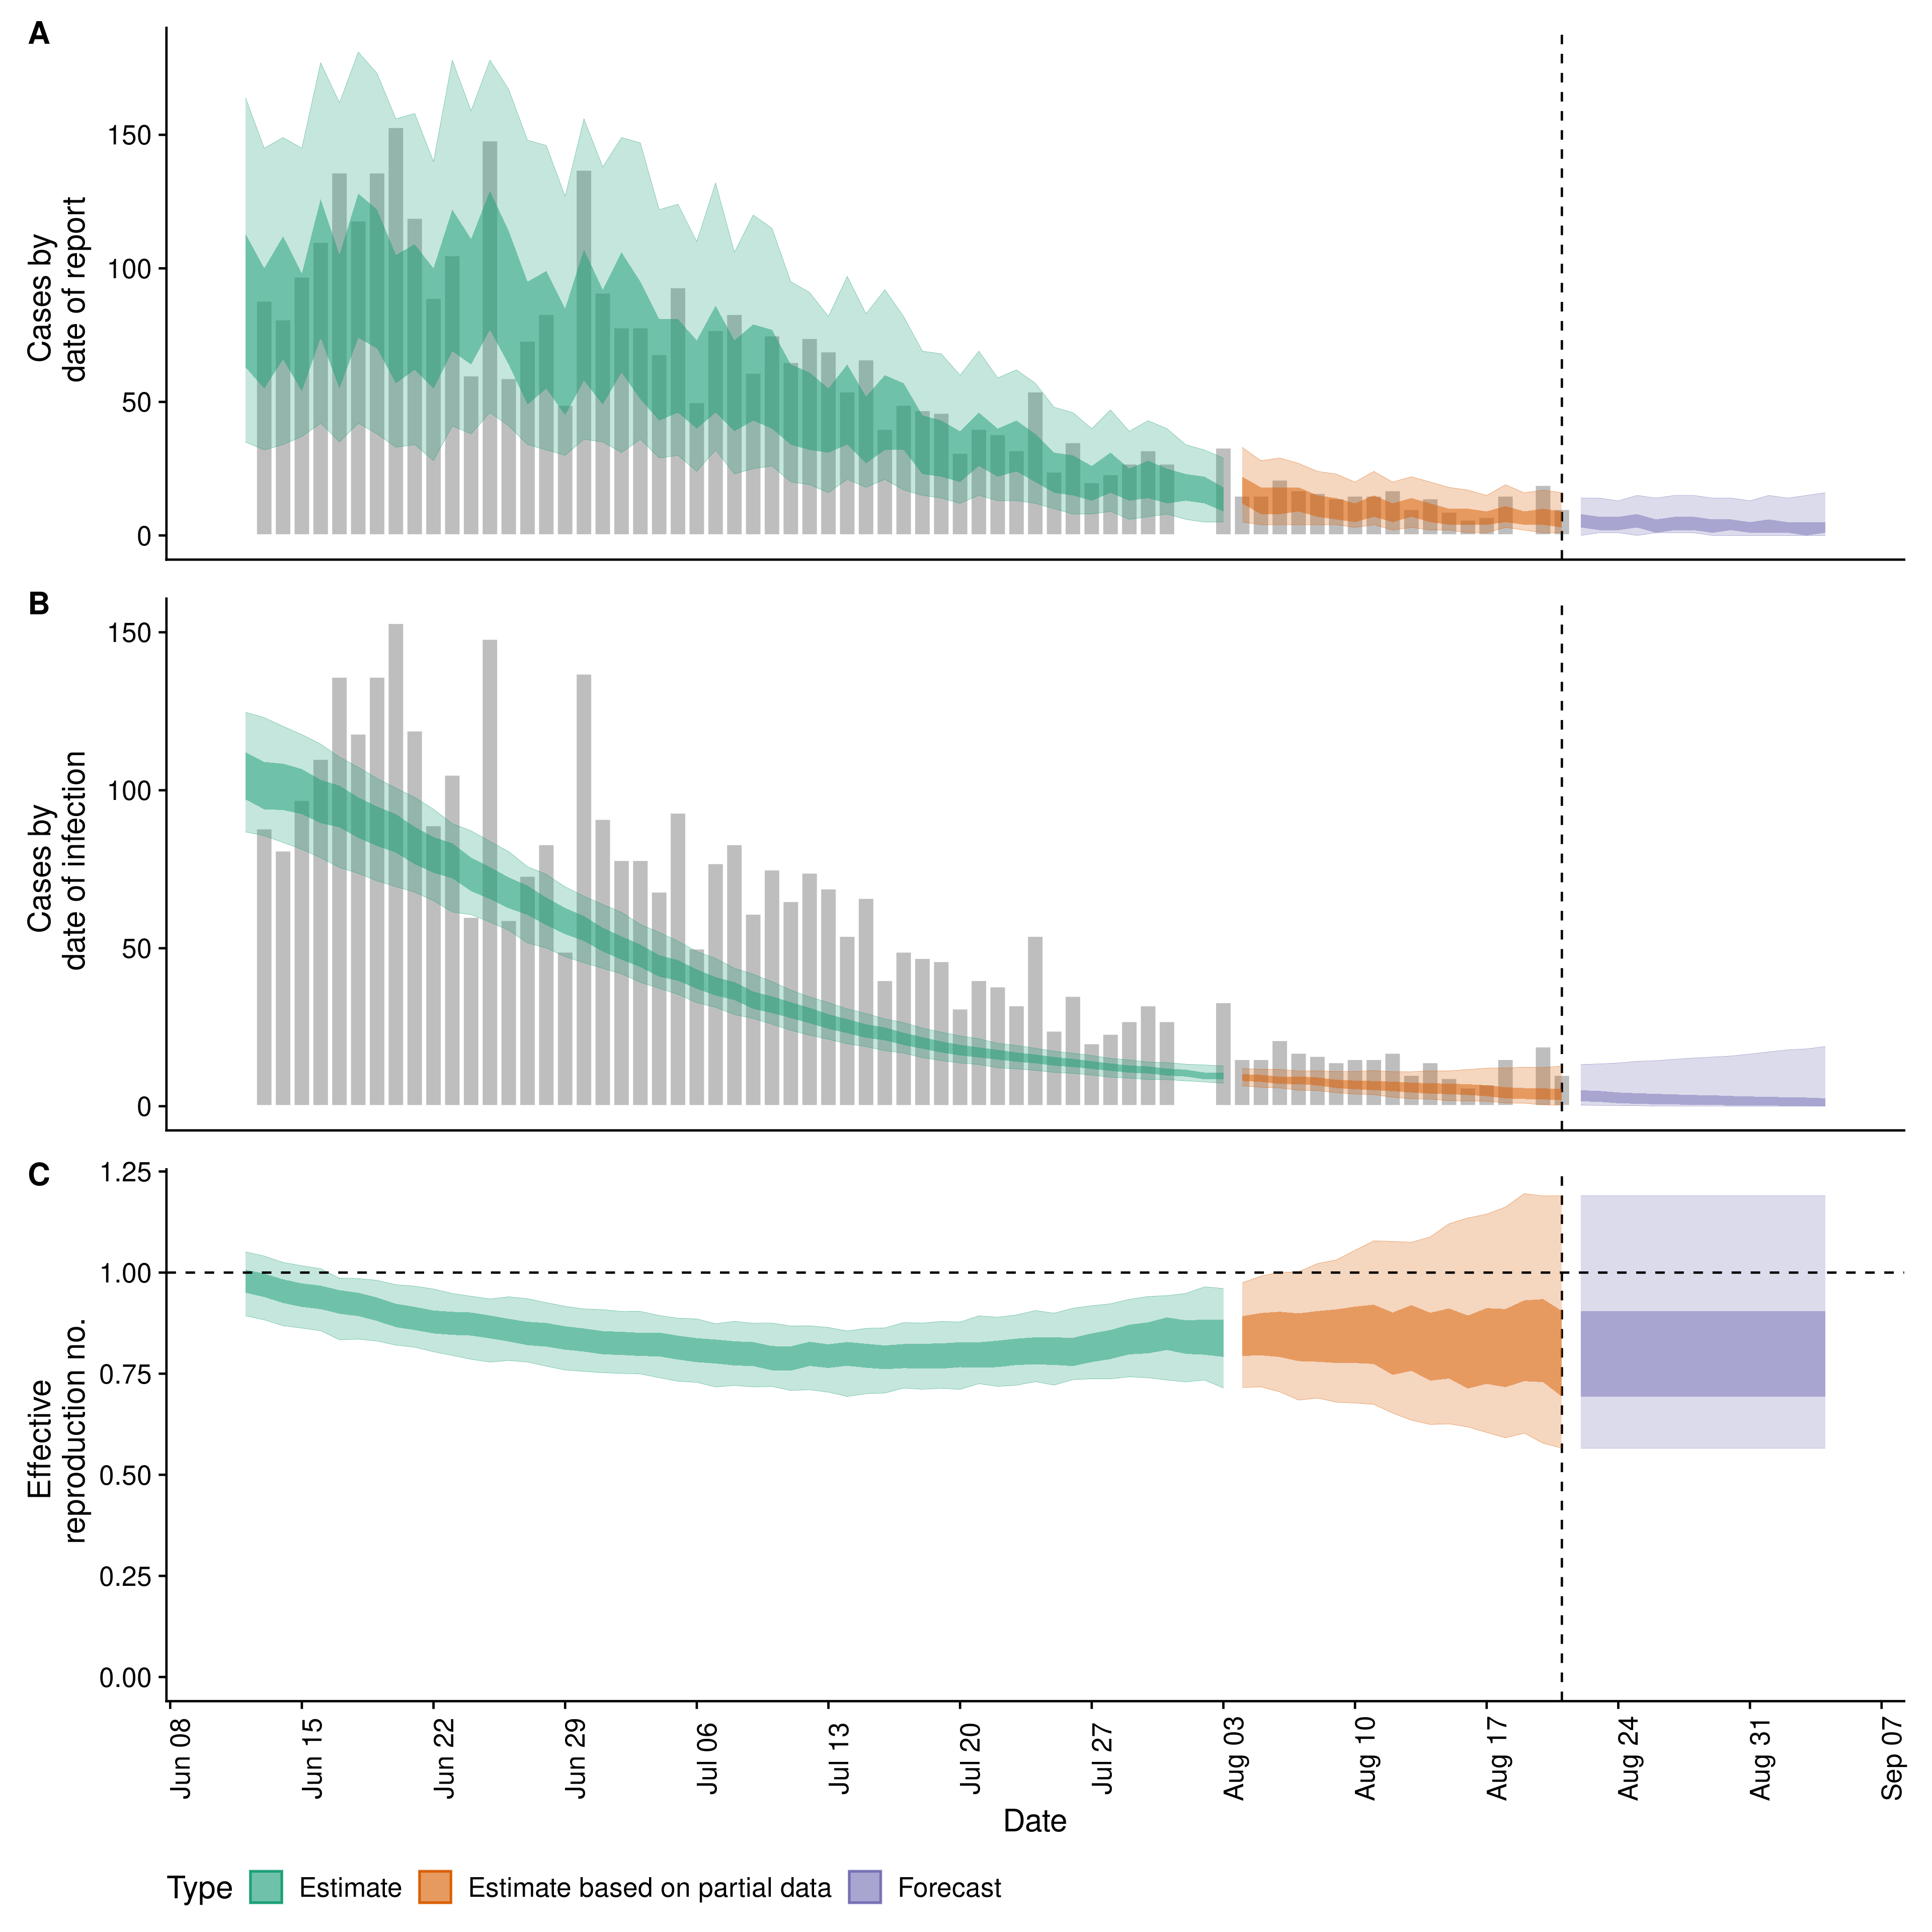 A
Cases by
date of report
150
100
50
0
B
Cases by
date of infection
150
100
50
0
C
Effective
reproduction no.
1.25
1.00
0.75
0.50
0.25
0.00
Jun 08
Jun 15
Jun 22
Jun 29
Jul 06
Jul 13
Jul 20
Jul 27
Aug 03
Aug 10
Aug 17
Aug 24
Aug 31
Sep 07
Date
Type Estimate Estimate based on partial data Forecast